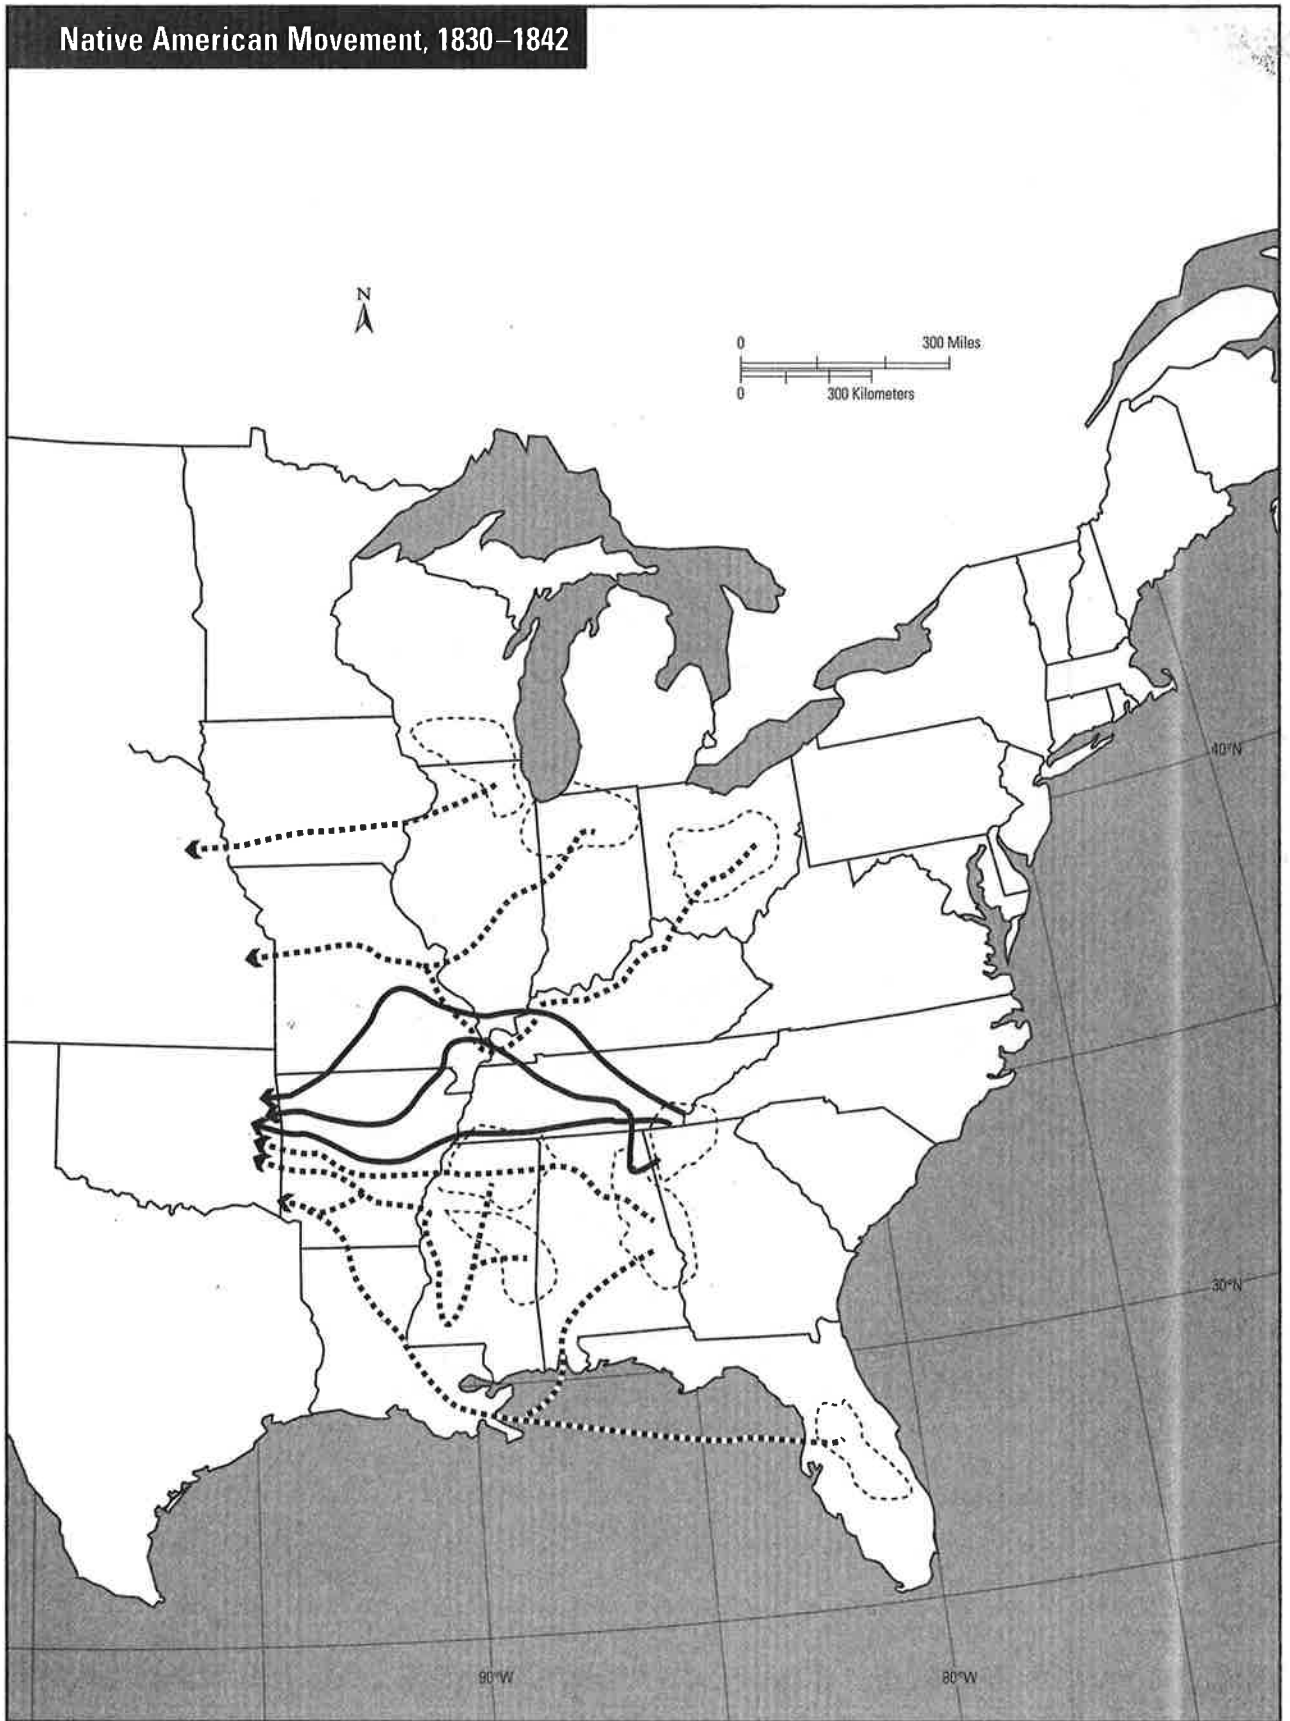 Native American Movement, 1830–1842
N
0 300 Miles
0 300 Kilometers
40°N
30°N
90°W
80°W